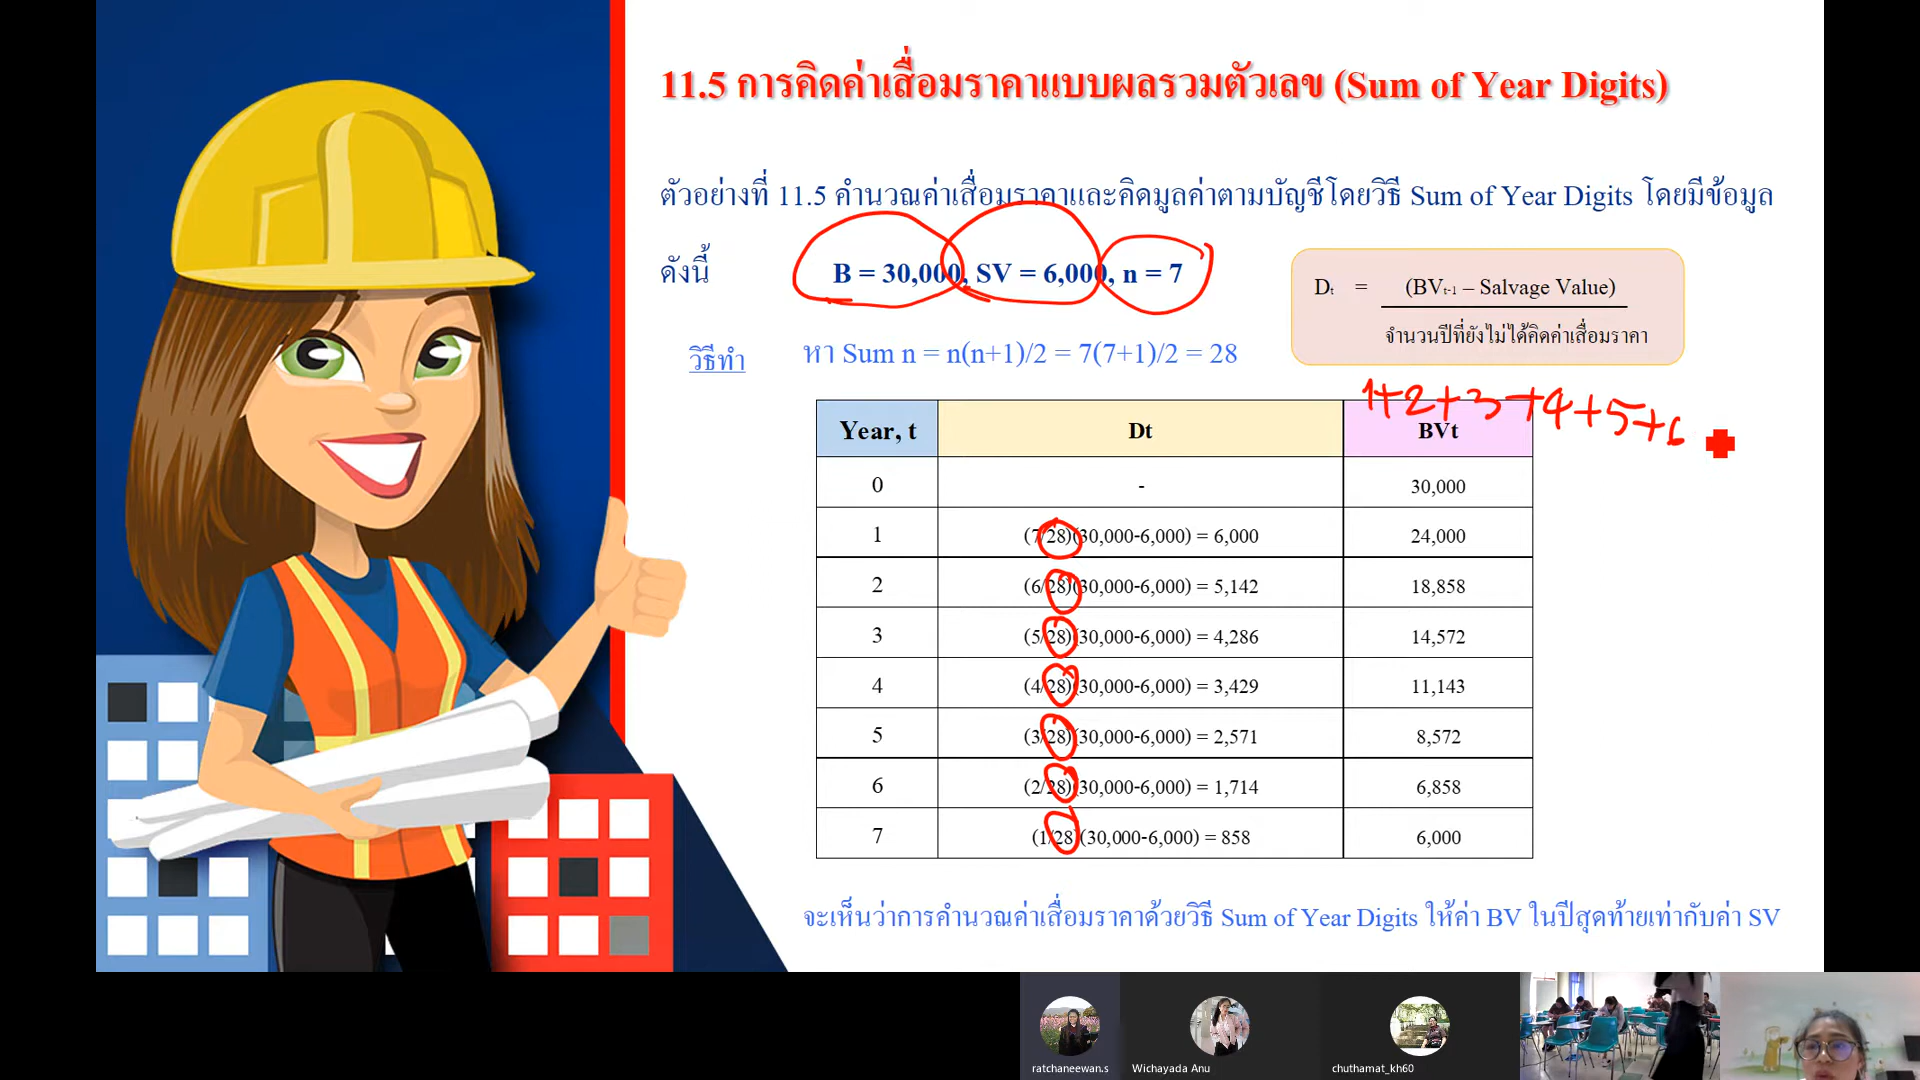 11.5 การคิดค่าเสื่อมราคาแบบผลรวมตัวเลข (Sum of Year Digits)
ตัวอย่างที่ 11.5 คำนวณค่าเสื่อมราคาและคิดมูลค่าตามบัญชีโดยวิธี Sum of Year Digits โดยมีข้อมูล
ดังนี้ B = 30,000, SV = 6,000, n = 7
Dt = (BVt-1 – Salvage Value)
จำนวนปีที่ยังไม่ได้คิดค่าเสื่อมราคา
วิธีทำ หา Sum n = n(n+1)/2 = 7(7+1)/2 = 28
1+2+3+4+5+6
Year, t Dt BVt
0 - 30,000
1 (7/28)(30,000-6,000) = 6,000 24,000
2 (6/28)(30,000-6,000) = 5,142 18,858
3 (5/28)(30,000-6,000) = 4,286 14,572
4 (4/28)(30,000-6,000) = 3,429 11,143
5 (3/28)(30,000-6,000) = 2,571 8,572
6 (2/28)(30,000-6,000) = 1,714 6,858
7 (1/28)(30,000-6,000) = 858 6,000
จะเห็นว่าการคำนวณค่าเสื่อมราคาด้วยวิธี Sum of Year Digits ให้ค่า BV ในปีสุดท้ายเท่ากับค่า SV
ratchaneewan.s Wichayada Anu chuthamat_kh60